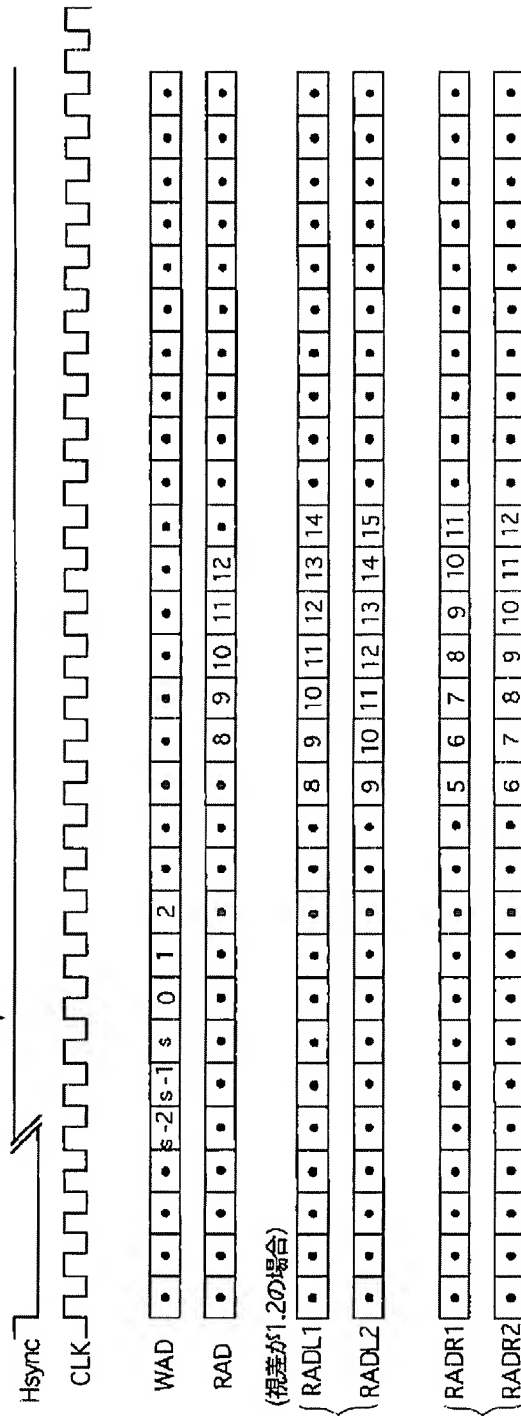 Hsync
CLK
WAD • • • • s-2 s-1 s 0 1 2 • • • • • • • • • • • • • • • • • • •
RAD • • • • • • • • • • • • • 8 9 10 11 12 • • • • • • • • • • •
(視差が1.2の場合)
RADL1 • • • • • • • • • • • • 8 9 10 11 12 13 14 • • • • • • • • • •
RADL2 • • • • • • • • • • • • 9 10 11 12 13 14 15 • • • • • • • • • •
RADR1 • • • • • • • • • • • • 5 6 7 8 9 10 11 • • • • • • • • • •
RADR2 • • • • • • • • • • • • 6 7 8 9 10 11 12 • • • • • • • • • •